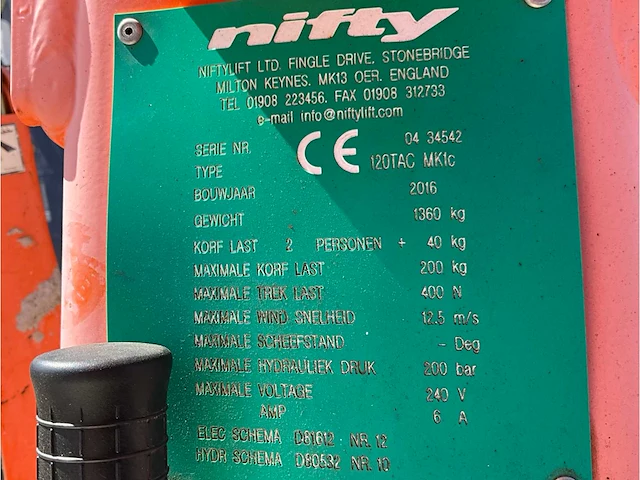 nifty
NIFTYLIFT LTD. FINGLE DRIVE, STONEBRIDGE
MILTON KEYNES. MK13 OER. ENGLAND
TEL 01908 223456. FAX 01908 312733
e-mail info@niftylift.com
SERIE NR. CE 04 34542
TYPE 120TAC MK1c
BOUWJAAR 2016
GEWICHT 1360 kg
KORF LAST 2 PERSONEN + 40 kg
MAXIMALE KORF LAST 200 kg
MAXIMALE TREK LAST 400 N
MAXIMALE WIND SNELHEID 12.5 m/s
MAXIMALE SCHEEFSTAND - Deg
MAXIMALE HYDRAULIEK DRUK 200 bar
MAXIMALE VOLTAGE 240 V
AMP 6 A
ELEC SCHEMA D61612 NR. 12
HYDR SCHEMA D80532 NR. 10